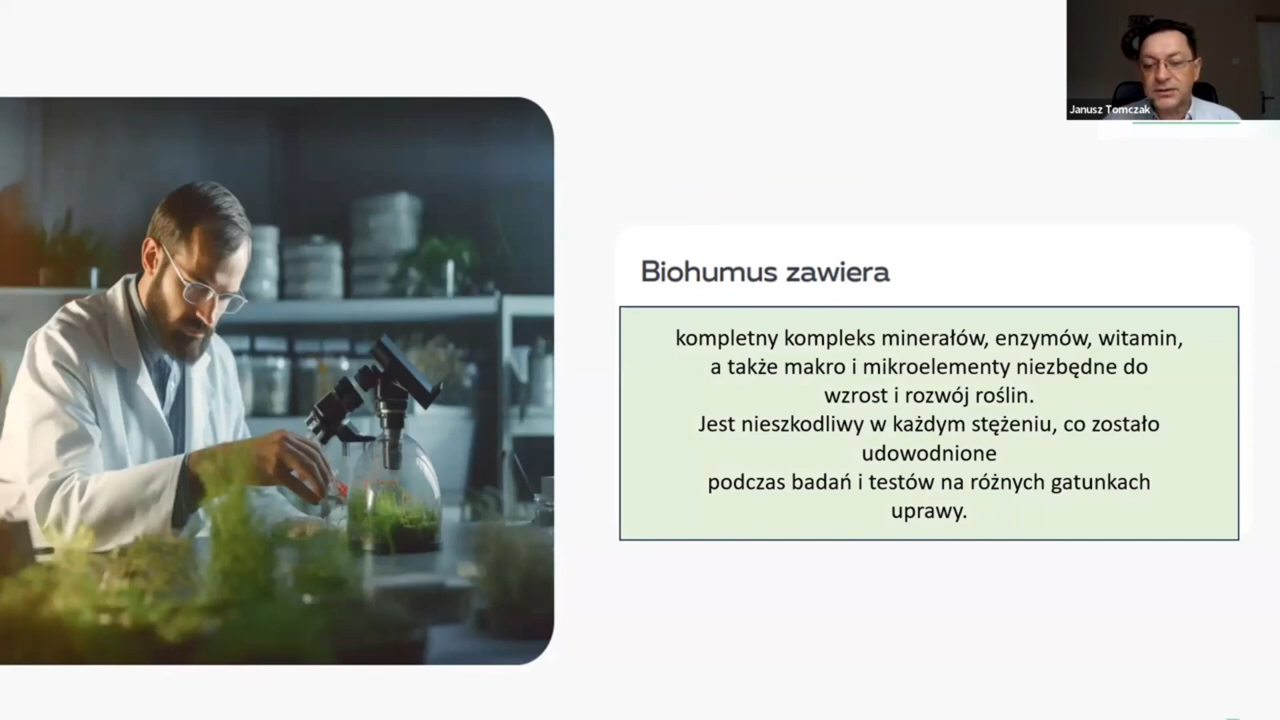 Janusz Tomczak
Biohumus zawiera
kompletny kompleks minerałów, enzymów, witamin,
a także makro i mikroelementy niezbędne do
wzrost i rozwój roślin.
Jest nieszkodliwy w każdym stężeniu, co zostało
udowodnione
podczas badań i testów na różnych gatunkach
uprawy.